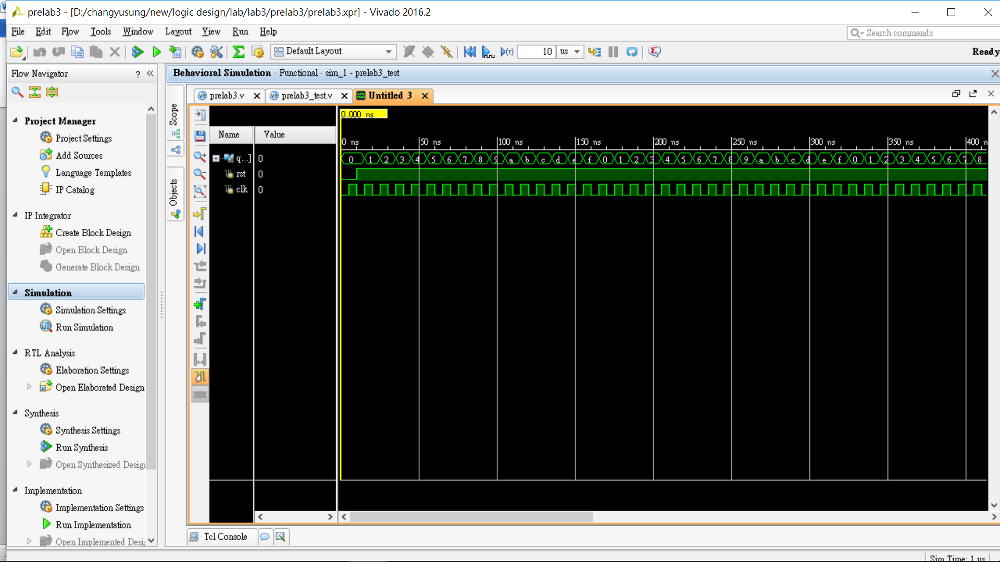 prelab3 - [D:/changyusung/new/logic design/lab/lab3/prelab3/prelab3.xpr] - Vivado 2016.2
File Edit Flow Tools Window Layout View Run Help
Search commands
Default Layout
10 us
Ready
Flow Navigator ? «
Behavioral Simulation - Functional - sim_1 - prelab3_test
prelab3.v
prelab3_test.v
Untitled 3
Scope
Objects
Project Manager
Project Settings
Add Sources
Language Templates
IP Catalog
IP Integrator
Create Block Design
Open Block Design
Generate Block Design
Simulation
Simulation Settings
Run Simulation
RTL Analysis
Elaboration Settings
Open Elaborated Design
Synthesis
Synthesis Settings
Run Synthesis
Open Synthesized Desig
Implementation
Implementation Settings
Run Implementation
Open Implemented Desi
Name Value
q...] 0
rst 0
clk 0
0.000 ns
0 ns 50 ns 100 ns 150 ns 200 ns 250 ns 300 ns 350 ns 400 n
0 1 2 3 4 5 6 7 8 9 a b c d e f 0 1 2 3 4 5 6 7 8 9 a b c d e f 0 1 2 3 4 5 6 7 8
Tcl Console
Sim Time: 1 us